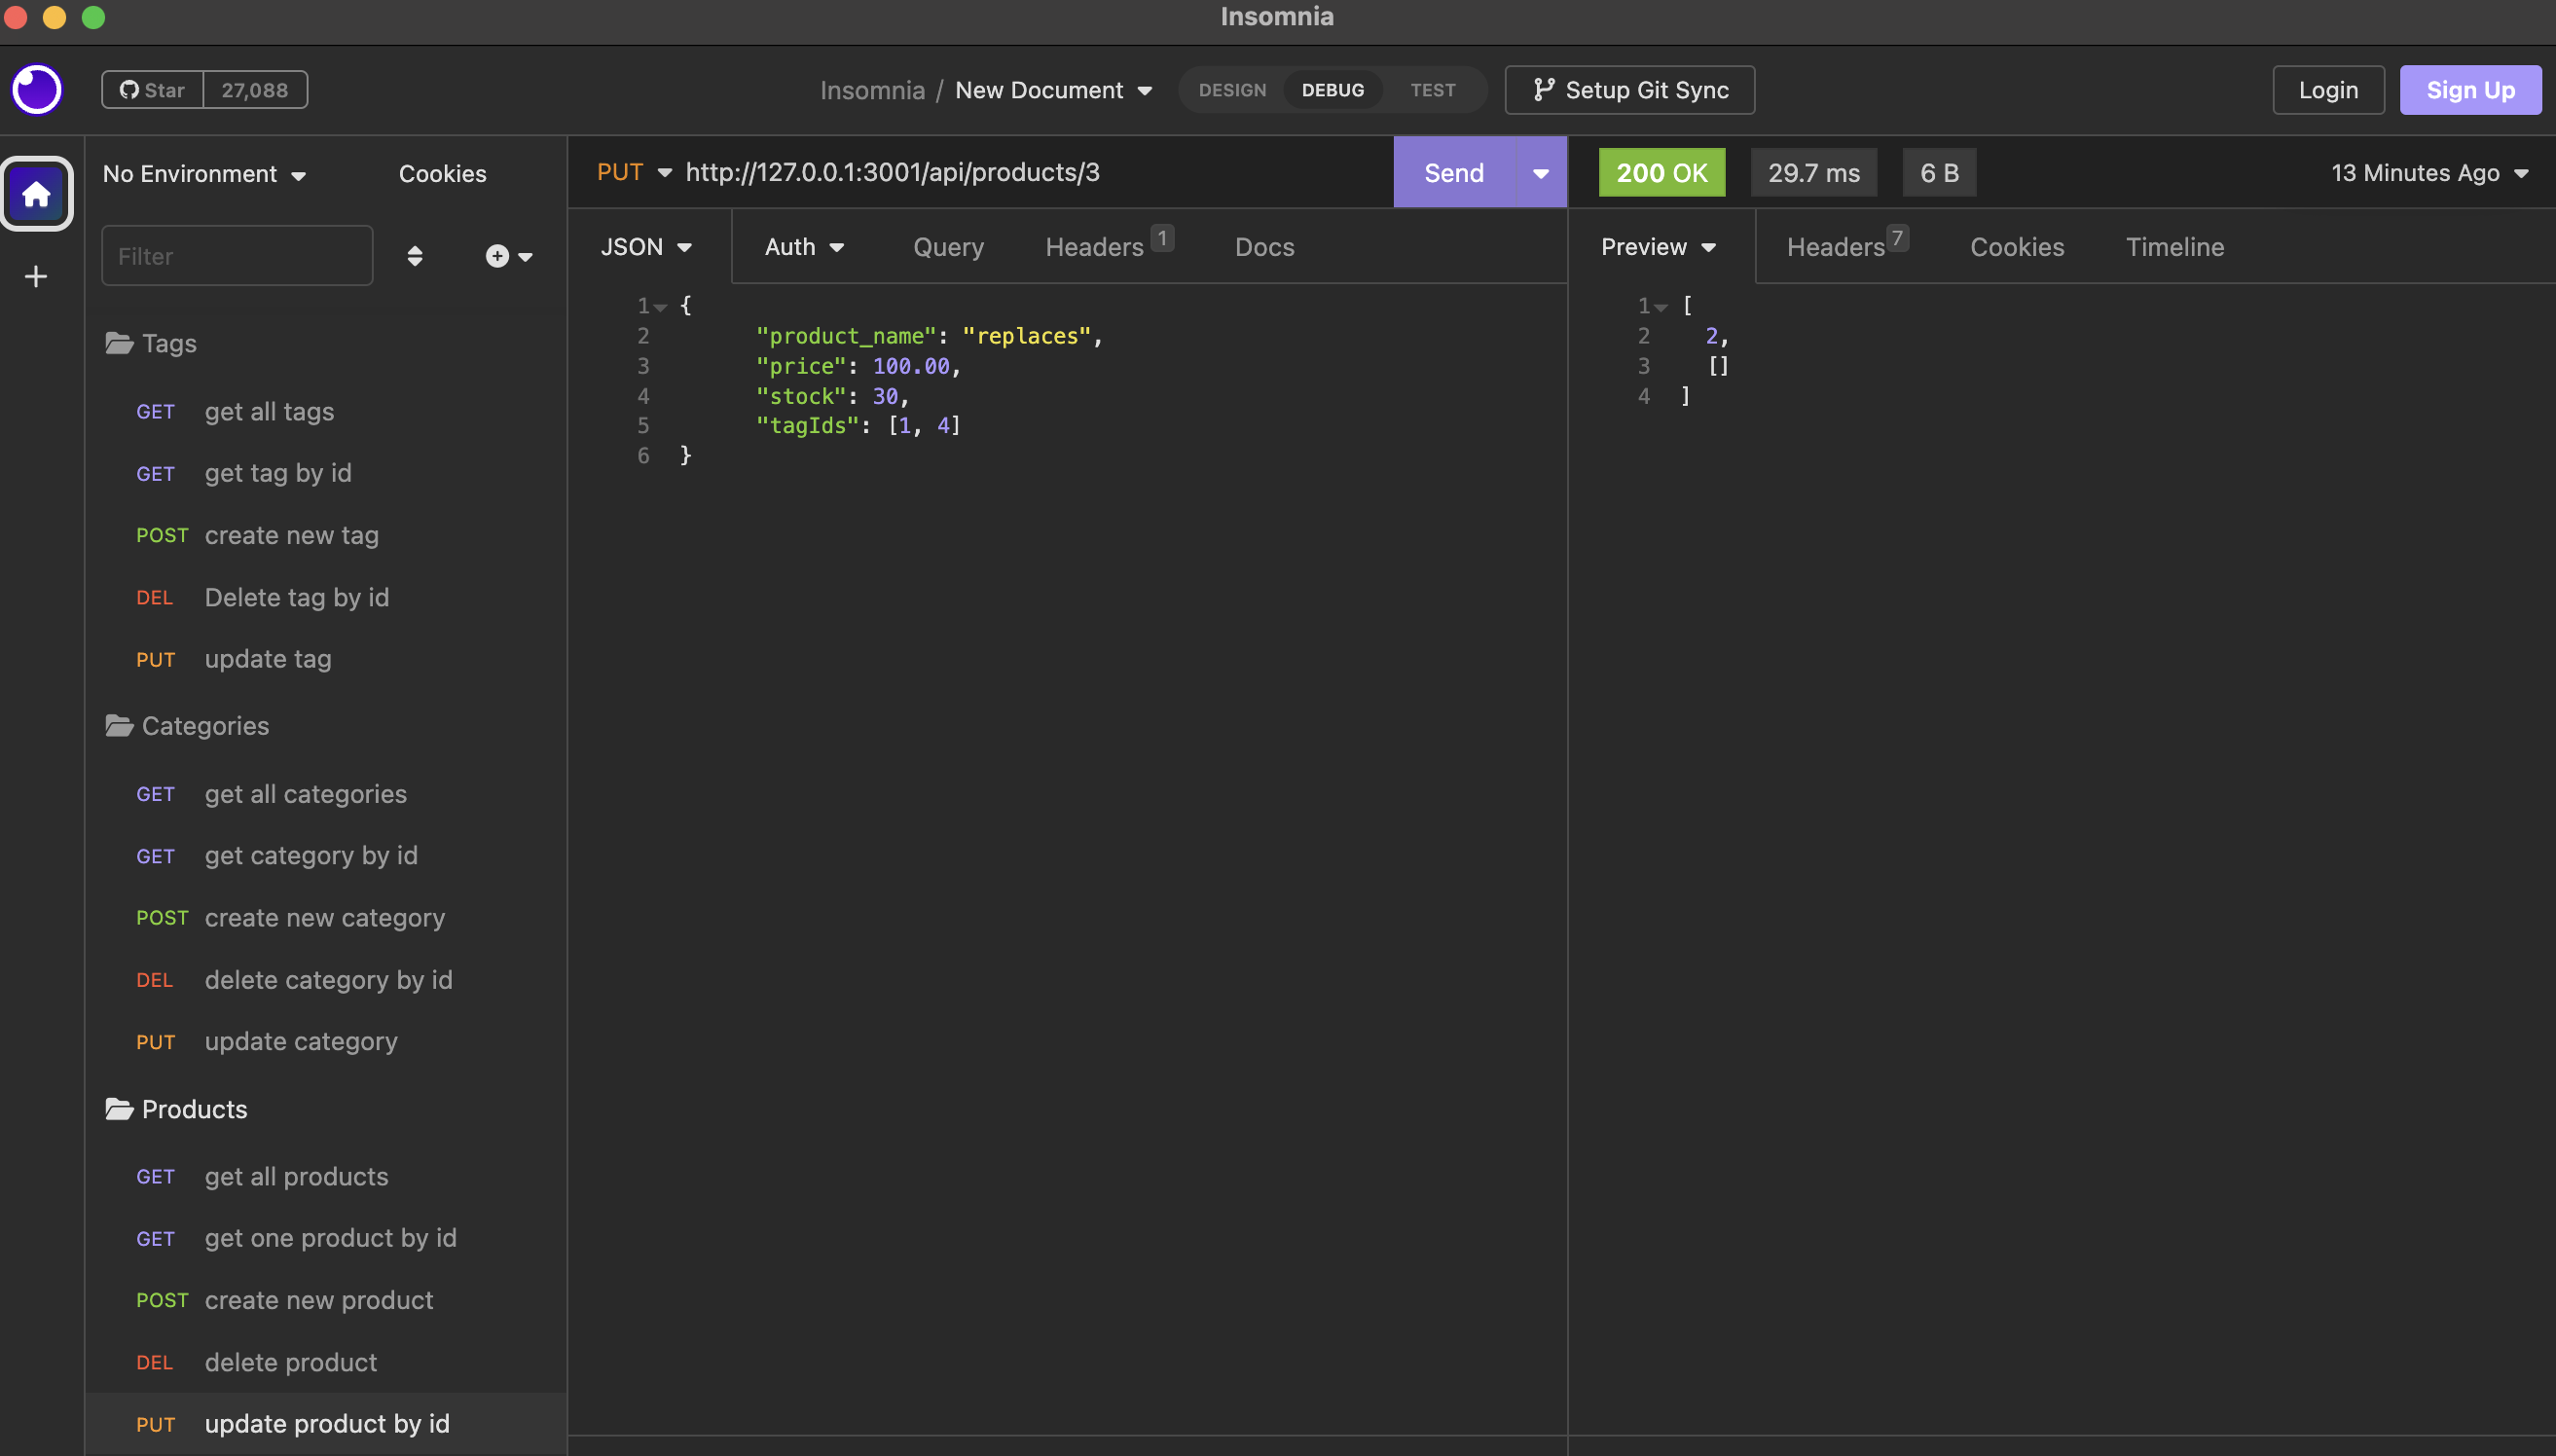 Insomnia
Star 27,088
Insomnia / New Document
DESIGN DEBUG TEST
Setup Git Sync
Login
Sign Up
No Environment
Cookies
Filter
Tags
GET get all tags
GET get tag by id
POST create new tag
DEL Delete tag by id
PUT update tag
Categories
GET get all categories
GET get category by id
POST create new category
DEL delete category by id
PUT update category
Products
GET get all products
GET get one product by id
POST create new product
DEL delete product
PUT update product by id
PUT http://127.0.0.1:3001/api/products/3
Send
JSON Auth Query Headers 1 Docs
1 {
2 "product_name": "replaces",
3 "price": 100.00,
4 "stock": 30,
5 "tagIds": [1, 4]
6 }
200 OK 29.7 ms 6 B 13 Minutes Ago
Preview Headers 7 Cookies Timeline
1 [
2 2,
3 []
4 ]